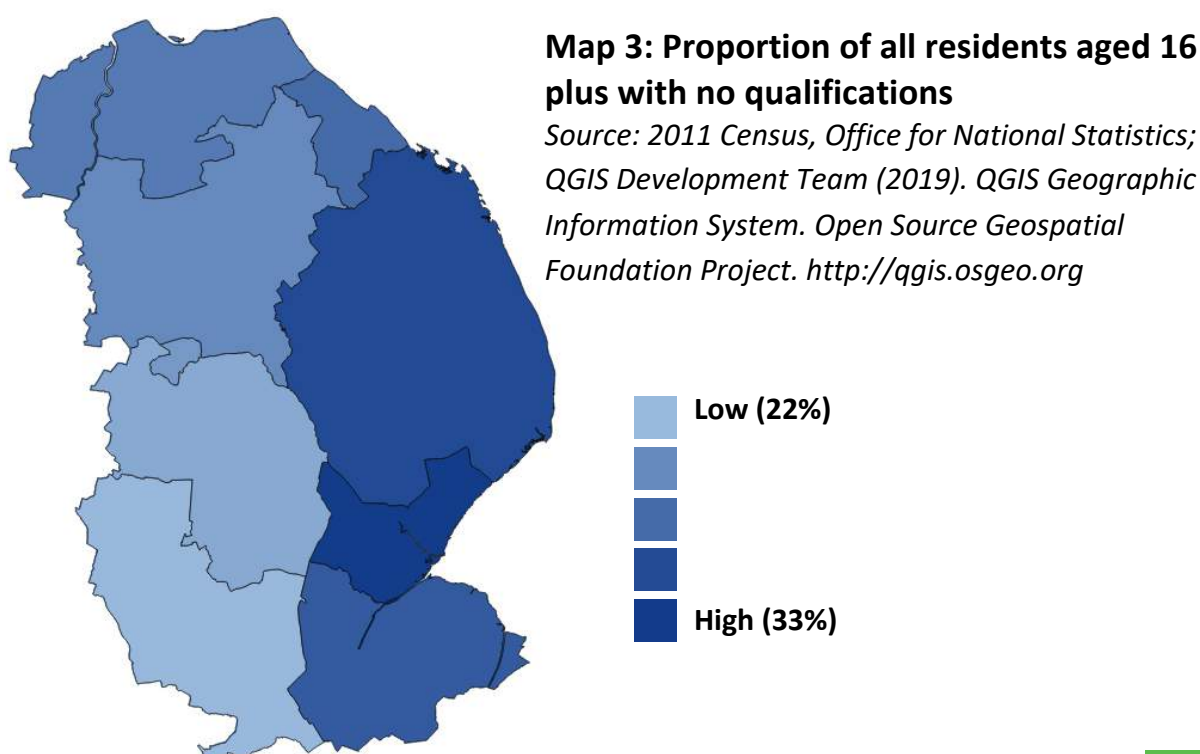 Map 3: Proportion of all residents aged 16
plus with no qualifications
Source: 2011 Census, Office for National Statistics;
QGIS Development Team (2019). QGIS Geographic
Information System. Open Source Geospatial
Foundation Project. http://qgis.osgeo.org
Low (22%)
High (33%)